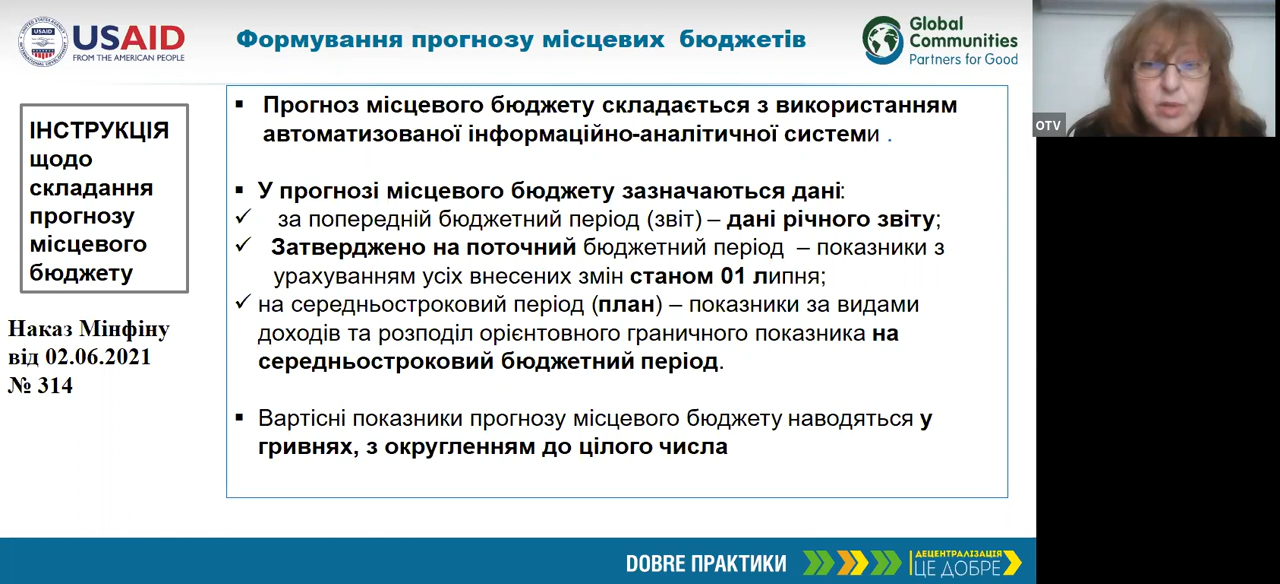 USAID
FROM THE AMERICAN PEOPLE
Формування прогнозу місцевих бюджетів
Global
Communities
Partners for Good
OTV
ІНСТРУКЦІЯ
щодо
складання
прогнозу
місцевого
бюджету
Наказ Мінфіну
від 02.06.2021
№ 314
▪ Прогноз місцевого бюджету складається з використанням
автоматизованої інформаційно-аналітичної системи .
▪ У прогнозі місцевого бюджету зазначаються дані:
✓ за попередній бюджетний період (звіт) – дані річного звіту;
✓ Затверджено на поточний бюджетний період – показники з
урахуванням усіх внесених змін станом 01 липня;
✓ на середньостроковий період (план) – показники за видами
доходів та розподіл орієнтовного граничного показника на
середньостроковий бюджетний період.
▪ Вартісні показники прогнозу місцевого бюджету наводяться у
гривнях, з округленням до цілого числа
DOBRE ПРАКТИКИ
ДЕЦЕНТРАЛІЗАЦІЯ
ЦЕ ДОБРЕ